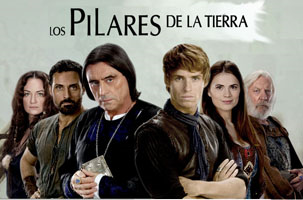 LOS PILARES DE LA TIERRA